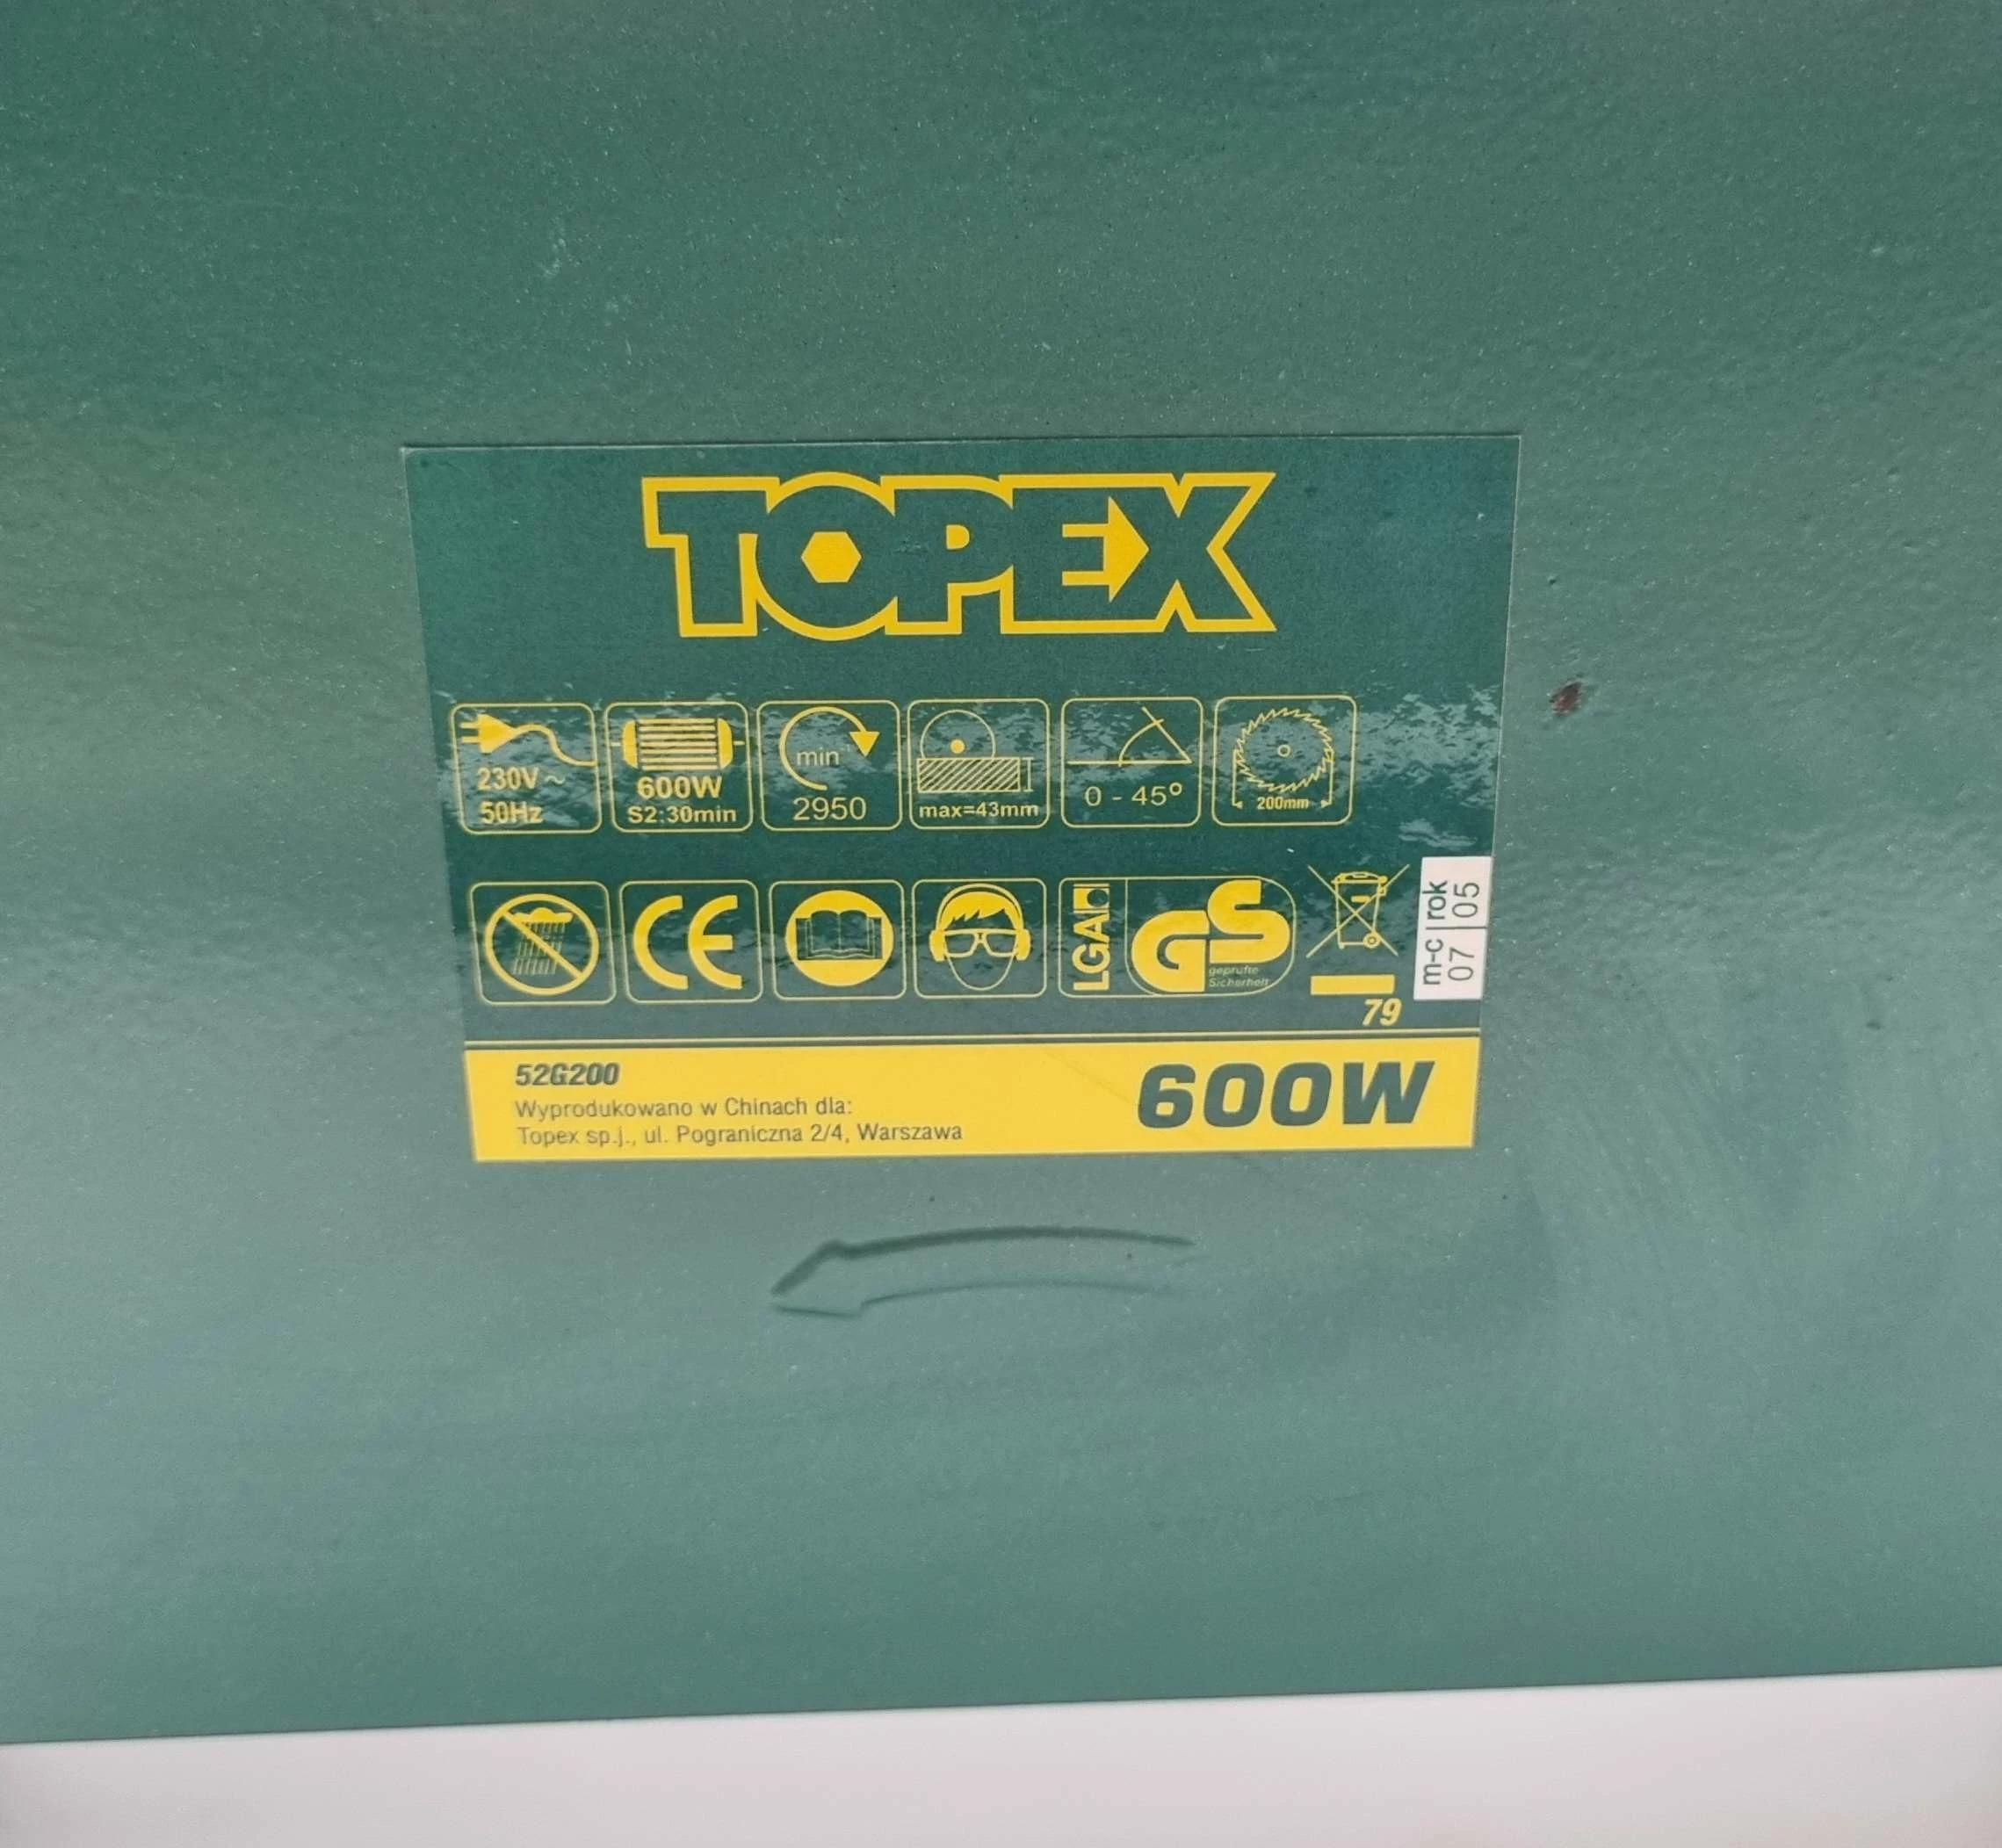 TOPEX
230V~
50Hz
600W
S2:30min
min⁻¹
2950
max=43mm
0 - 45°
200mm
CE
LGA
GS
geprüfte
Sicherheit
79
m-c | rok
07 | 05
52G200
Wyprodukowano w Chinach dla:
Topex sp.j., ul. Pograniczna 2/4, Warszawa
600W